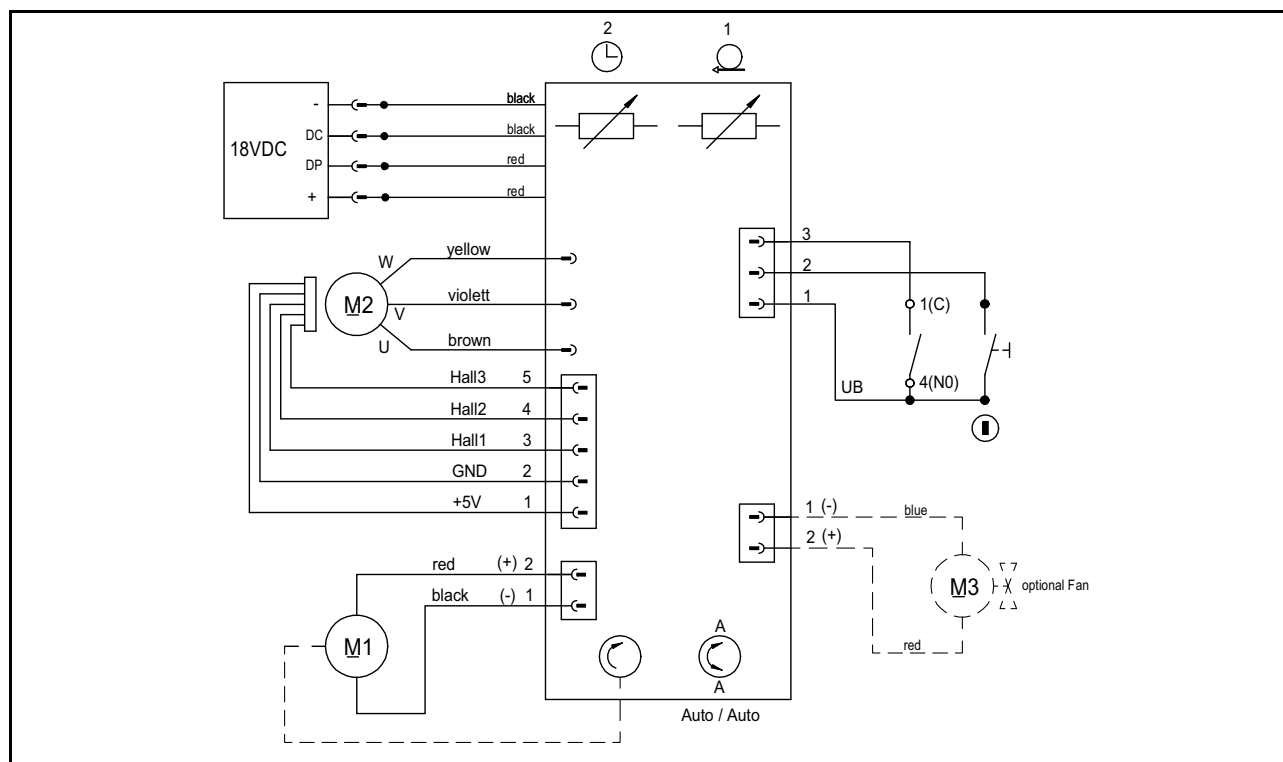 2
1
-
black
DC
black
18VDC
DP
red
+
red
W
yellow
M2
V
violett
U
brown
Hall3 5
Hall2 4
Hall1 3
GND 2
+5V 1
red (+) 2
black (-) 1
M1
A
A
Auto / Auto
3
2
1
1(C)
UB
4(N0)
1 (-) blue
2 (+)
M3
optional Fan
red